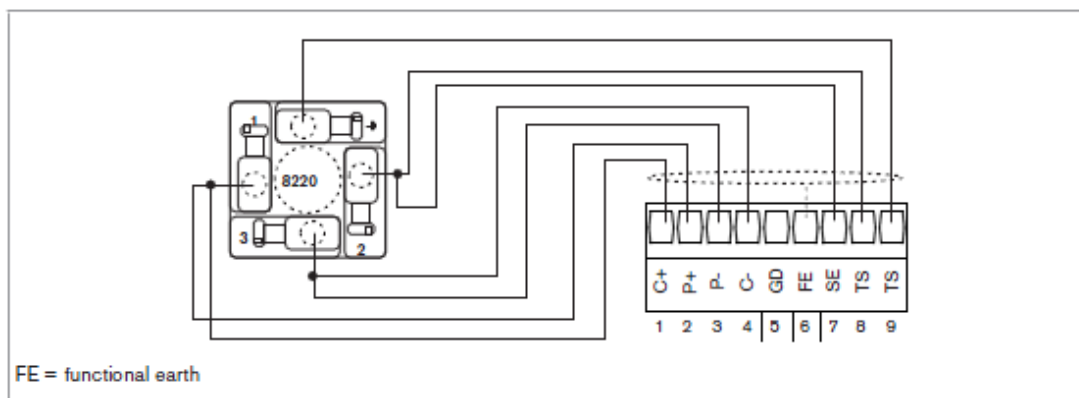 1
8220
3
2
C+ P+ P- C- GD FE SE TS TS
1 2 3 4 5 6 7 8 9
FE = functional earth